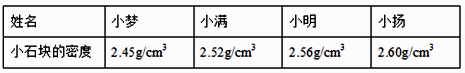 姓名 小梦 小满 小明 小扬
小石块的密度 2.45g/cm³ 2.52g/cm³ 2.56g/cm³ 2.60g/cm³